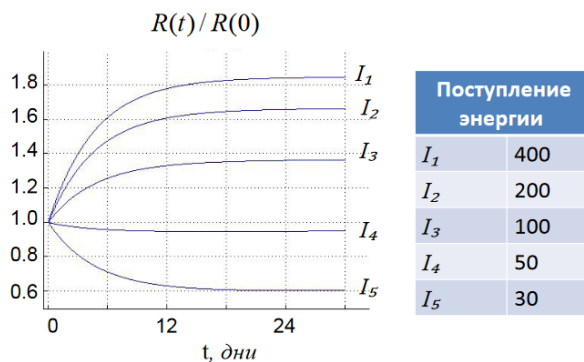 R(t) / R(0)
1.8
1.6
1.4
1.2
1.0
0.8
0.6
I₁
I₂
I₃
I₄
I₅
0
12
24
t, дни
Поступление
энергии
I₁ 400
I₂ 200
I₃ 100
I₄ 50
I₅ 30